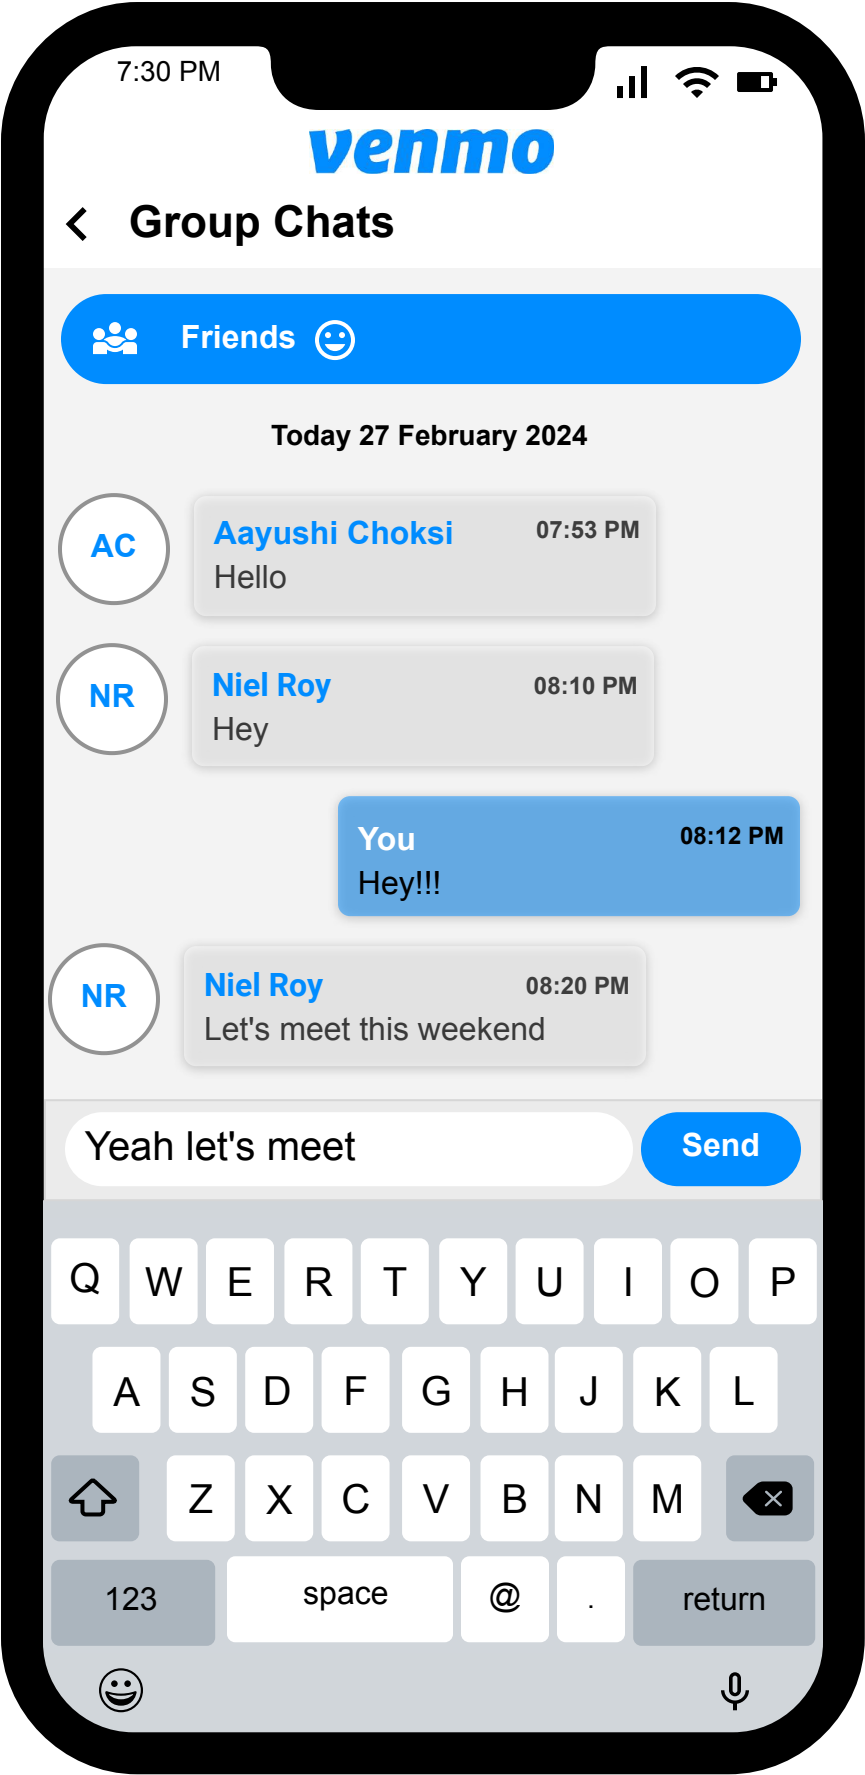 7:30 PM
venmo
Group Chats
Friends
Today 27 February 2024
AC
Aayushi Choksi 07:53 PM
Hello
NR
Niel Roy 08:10 PM
Hey
You 08:12 PM
Hey!!!
NR
Niel Roy 08:20 PM
Let's meet this weekend
Yeah let's meet Send
Q W E R T Y U I O P
A S D F G H J K L
Z X C V B N M
123 space @ . return